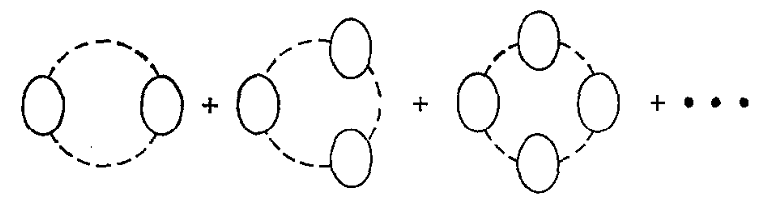 + + + • • •